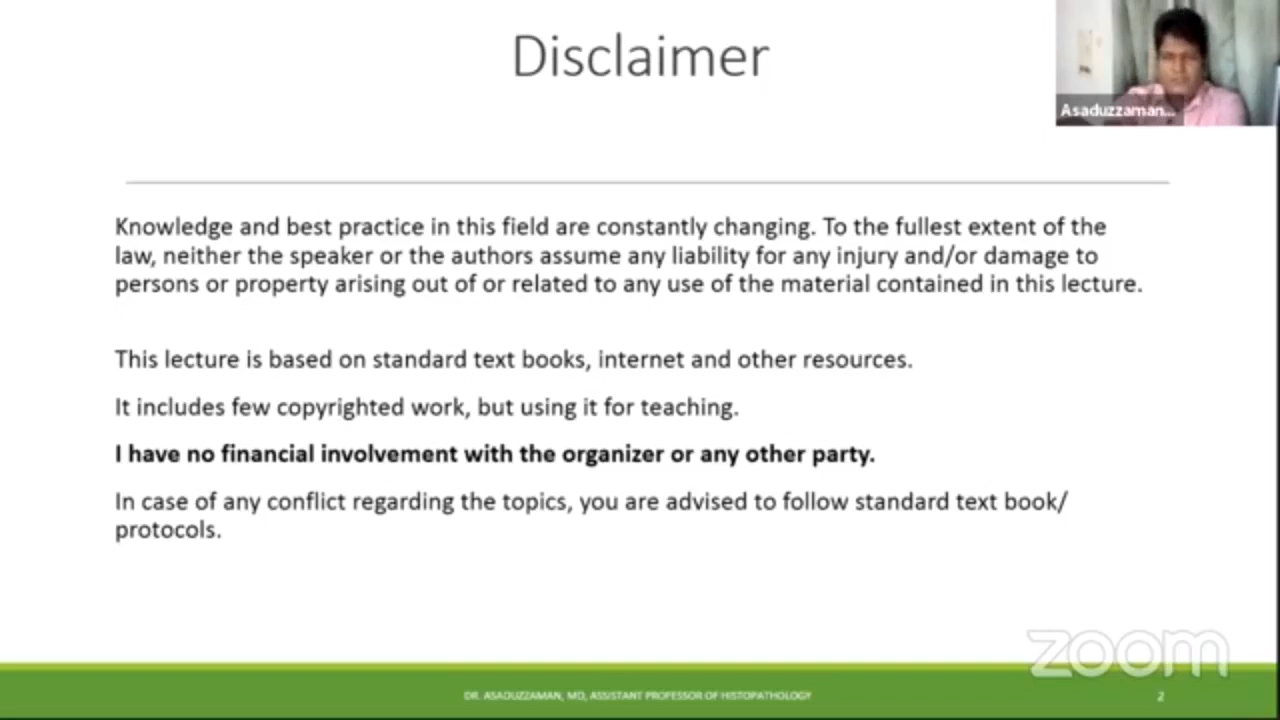 Disclaimer
Asaduzzaman...
Knowledge and best practice in this field are constantly changing. To the fullest extent of the
law, neither the speaker or the authors assume any liability for any injury and/or damage to
persons or property arising out of or related to any use of the material contained in this lecture.
This lecture is based on standard text books, internet and other resources.
It includes few copyrighted work, but using it for teaching.
I have no financial involvement with the organizer or any other party.
In case of any conflict regarding the topics, you are advised to follow standard text book/
protocols.
zoom
DR. ASADUZZAMAN, MD, ASSISTANT PROFESSOR OF HISTOPATHOLOGY
2